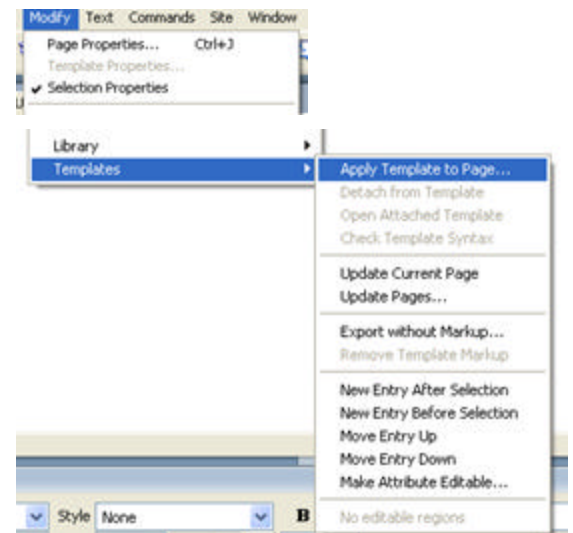 Modify Text Commands Site Window
Page Properties... Ctrl+J
Template Properties...
Selection Properties
Library
Templates
Apply Template to Page...
Detach from Template
Open Attached Template
Check Template Syntax
Update Current Page
Update Pages...
Export without Markup...
Remove Template Markup
New Entry After Selection
New Entry Before Selection
Move Entry Up
Move Entry Down
Make Attribute Editable...
Style None B
No editable regions